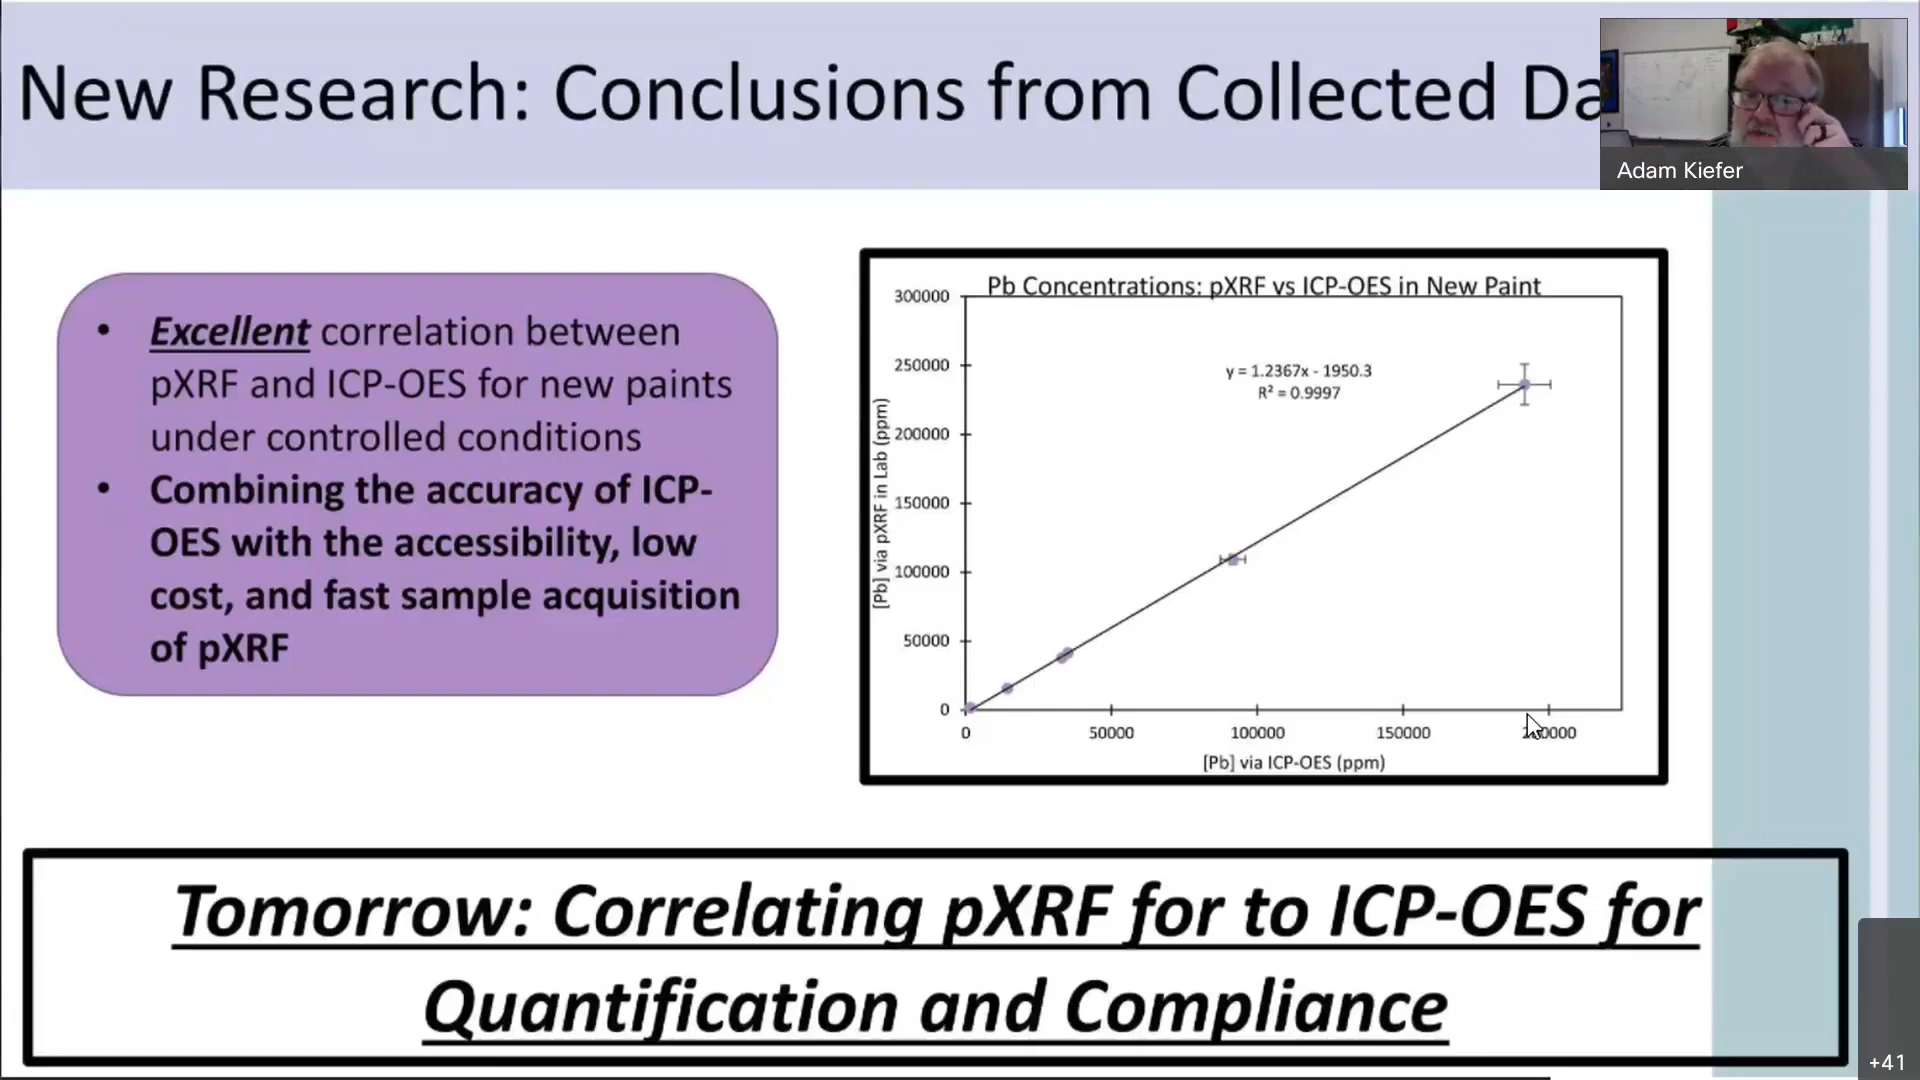 New Research: Conclusions from Collected Da
Adam Kiefer
• Excellent correlation between
pXRF and ICP-OES for new paints
under controlled conditions
• Combining the accuracy of ICP-
OES with the accessibility, low
cost, and fast sample acquisition
of pXRF
Pb Concentrations: pXRF vs ICP-OES in New Paint
y = 1.2367x - 1950.3
R² = 0.9997
[Pb] via pXRF in Lab (ppm)
300000
250000
200000
150000
100000
50000
0
0 50000 100000 150000
[Pb] via ICP-OES (ppm)
Tomorrow: Correlating pXRF for to ICP-OES for
Quantification and Compliance
+41